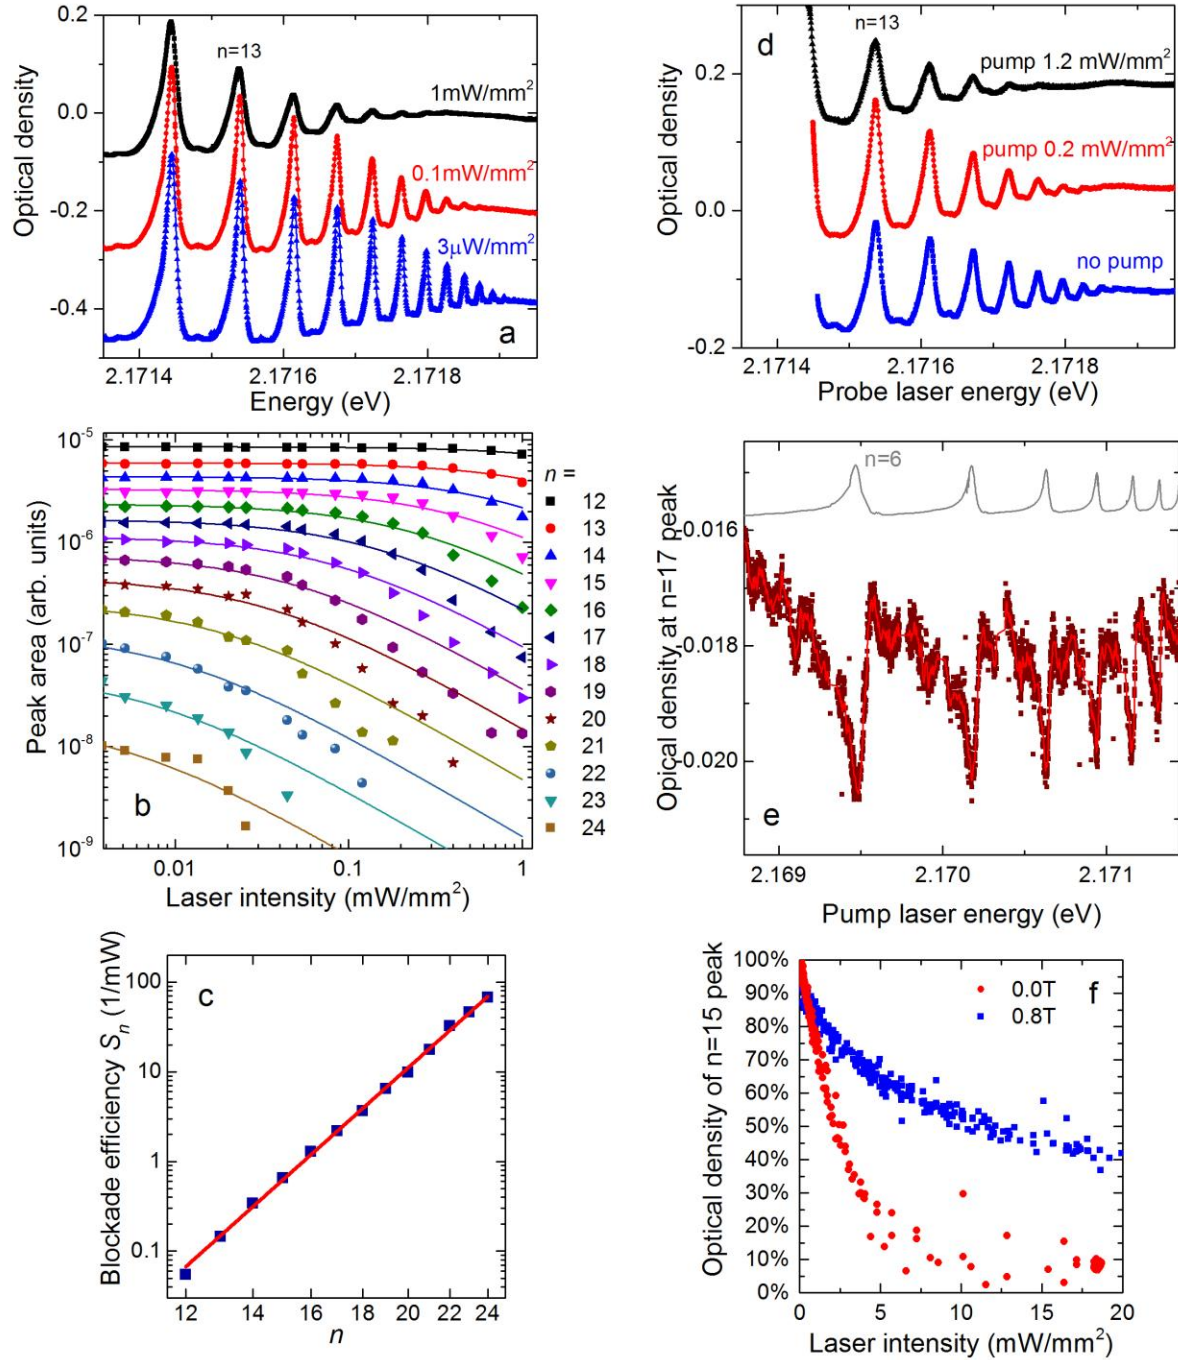 0.2
0.0
-0.2
-0.4
Optical density
n=13
1mW/mm²
0.1mW/mm²
3μW/mm²
a
2.1714
2.1716
2.1718
Energy (eV)
d
n=13
pump 1.2 mW/mm²
pump 0.2 mW/mm²
no pump
0.2
0.0
-0.2
Optical density
2.1714
2.1716
2.1718
Probe laser energy (eV)
10⁻⁵
10⁻⁶
10⁻⁷
10⁻⁸
10⁻⁹
Peak area (arb. units)
b
0.01
0.1
1
Laser intensity (mW/mm²)
n =
12
13
14
15
16
17
18
19
20
21
22
23
24
n=6
-0.016
-0.018
-0.020
Opical density at n=17 peak
e
2.169
2.170
2.171
Pump laser energy (eV)
100
10
1
0.1
Blockade efficiency Sₙ (1/mW)
c
12
14
16
18
20
22
24
n
100%
90%
80%
70%
60%
50%
40%
30%
20%
10%
0%
Optical density of n=15 peak
0.0T
0.8T
f
0
5
10
15
20
Laser intensity (mW/mm²)